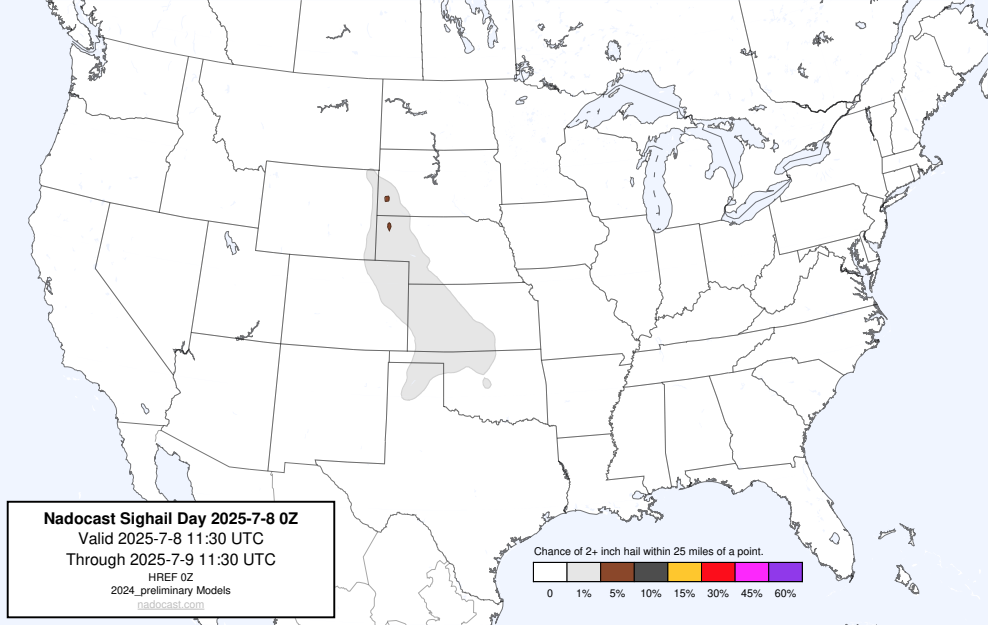 Nadocast Sighail Day 2025-7-8 0Z
Valid 2025-7-8 11:30 UTC
Through 2025-7-9 11:30 UTC
HREF 0Z
2024_preliminary Models
nadocast.com
Chance of 2+ inch hail within 25 miles of a point.
0 1% 5% 10% 15% 30% 45% 60%